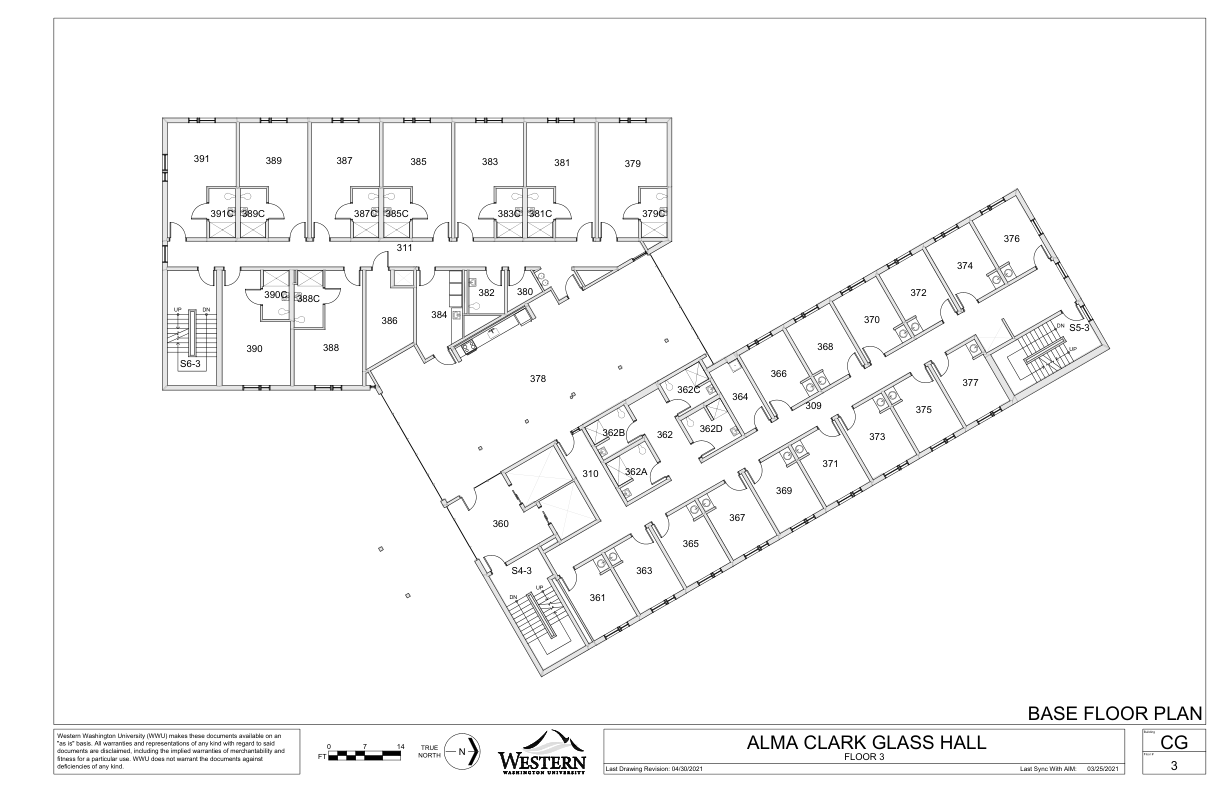 391
389
387
385
383
381
379
391C
389C
387C
385C
383C
381C
379C
311
376
374
390C
388C
382
380
372
UP
DN
384
386
370
DN
S5-3
S6-3
390
388
368
UP
366
378
377
362C
364
375
309
362B
362
362D
373
371
310
362A
369
360
367
365
S4-3
363
DN
UP
361
BASE FLOOR PLAN
Western Washington University (WWU) makes these documents available on an
"as is" basis. All warranties and representations of any kind with regard to said
documents are disclaimed, including the implied warranties of merchantability and
fitness for a particular use. WWU does not warrant the documents against
deficiencies of any kind.
0 7 14
FT
TRUE
NORTH
N
WESTERN
WASHINGTON UNIVERSITY
ALMA CLARK GLASS HALL
FLOOR 3
Last Drawing Revision: 04/30/2021
Last Sync With AIM: 03/25/2021
Building
CG
Floor #
3